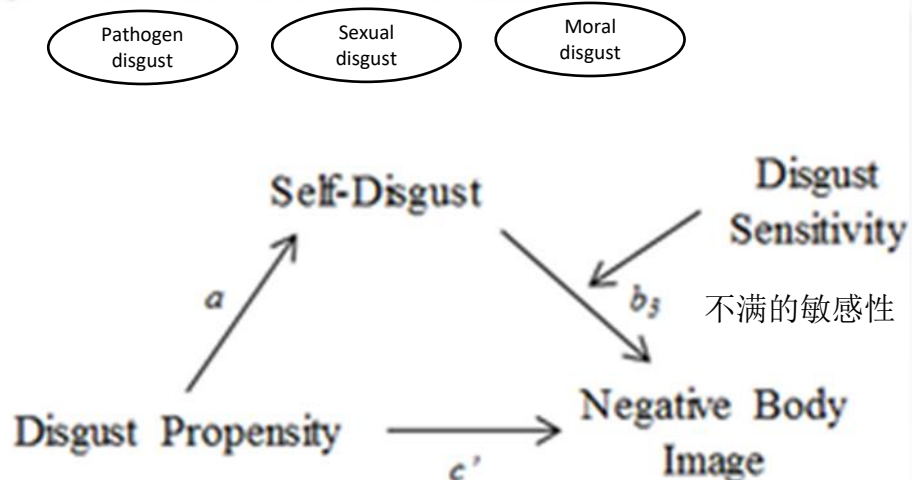 Pathogen
disgust
Sexual
disgust
Moral
disgust
Self-Disgust
Disgust
Sensitivity
a
b3
不满的敏感性
Disgust Propensity
c'
Negative Body
Image